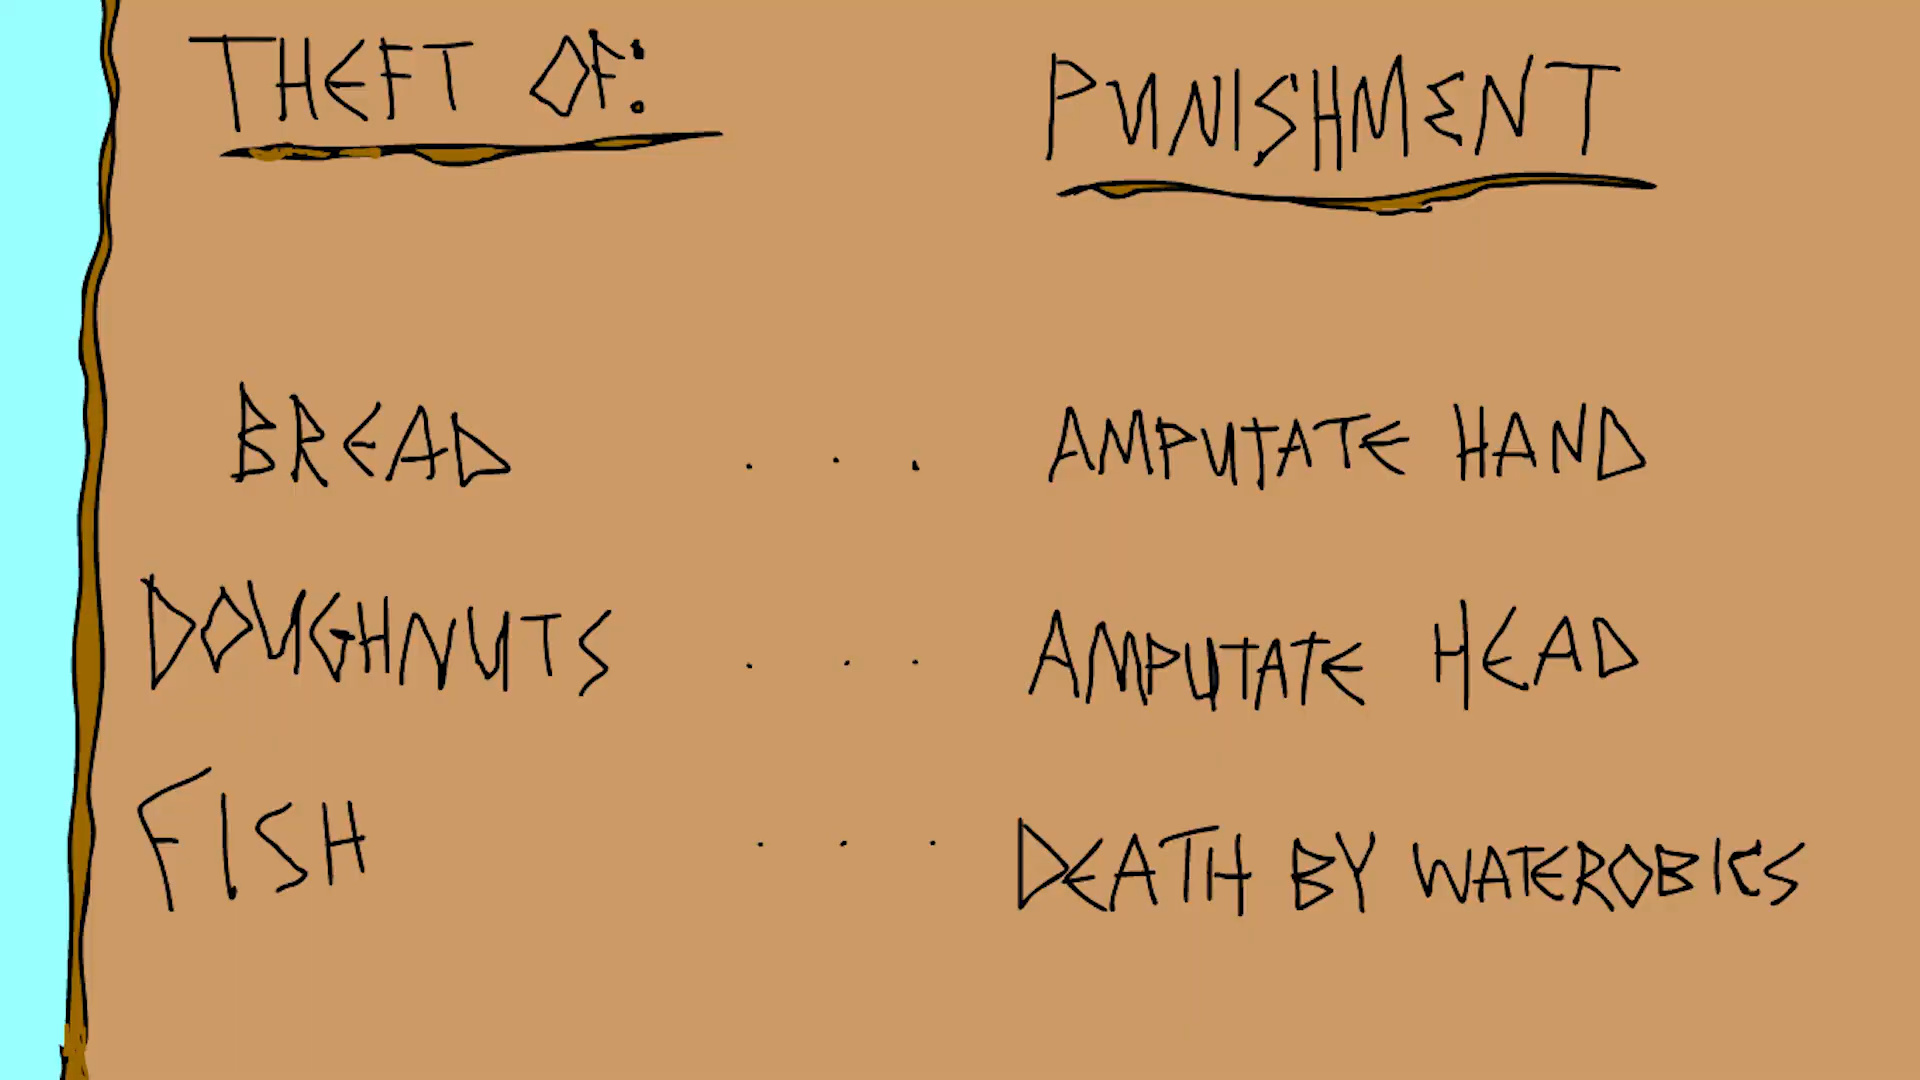 THEFT OF: PUNISHMENT
BREAD . . . AMPUTATE HAND
DOUGHNUTS . . . AMPUTATE HEAD
FISH . . . DEATH BY WATEROBICS